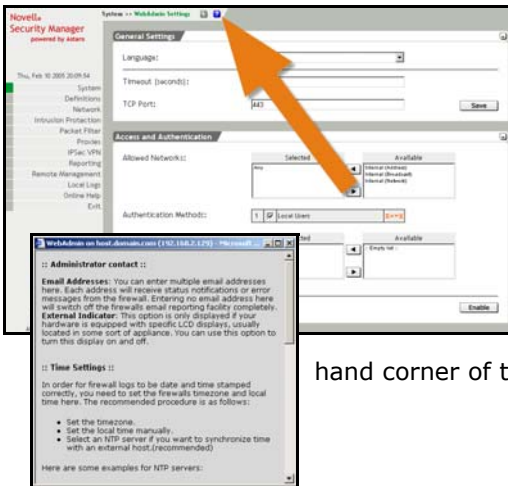 Novell®
Security Manager
powered by astaro
System >> WebAdmin Settings
Thu, Feb 10 2005 20:09:54
System
Definitions
Network
Intrusion Protection
Packet Filter
Proxies
IPSec VPN
Reporting
Remote Management
Local Logs
Online Help
Exit
General Settings
Language:
Timeout (seconds):
TCP Port:
443
Save
Access and Authentication
Allowed Networks:
Selected
Any
Available
Internal (Address)
Internal (Broadcast)
Internal (Network)
Authentication Methods:
1 Local Users
Available
- Empty list -
Enable
WebAdmin on host.domain.com (192.168.2.129) - Microsoft ...
:: Administrator contact ::
Email Addresses: You can enter multiple email addresses
here. Each address will receive status notifications or error
messages from the firewall. Entering no email address here
will switch off the firewalls email reporting facility completely.
External Indicator: This option is only displayed if your
hardware is equipped with specific LCD displays, usually
located in some sort of appliance. You can use this option to
turn this display on and off.
:: Time Settings ::
In order for firewall logs to be date and time stamped
correctly, you need to set the firewalls timezone and local
time here. The recommended procedure is as follows:
• Set the timezone.
• Set the local time manually.
• Select an NTP server if you want to synchronize time
with an external host.(recommended)
Here are some examples for NTP servers:
hand corner of t